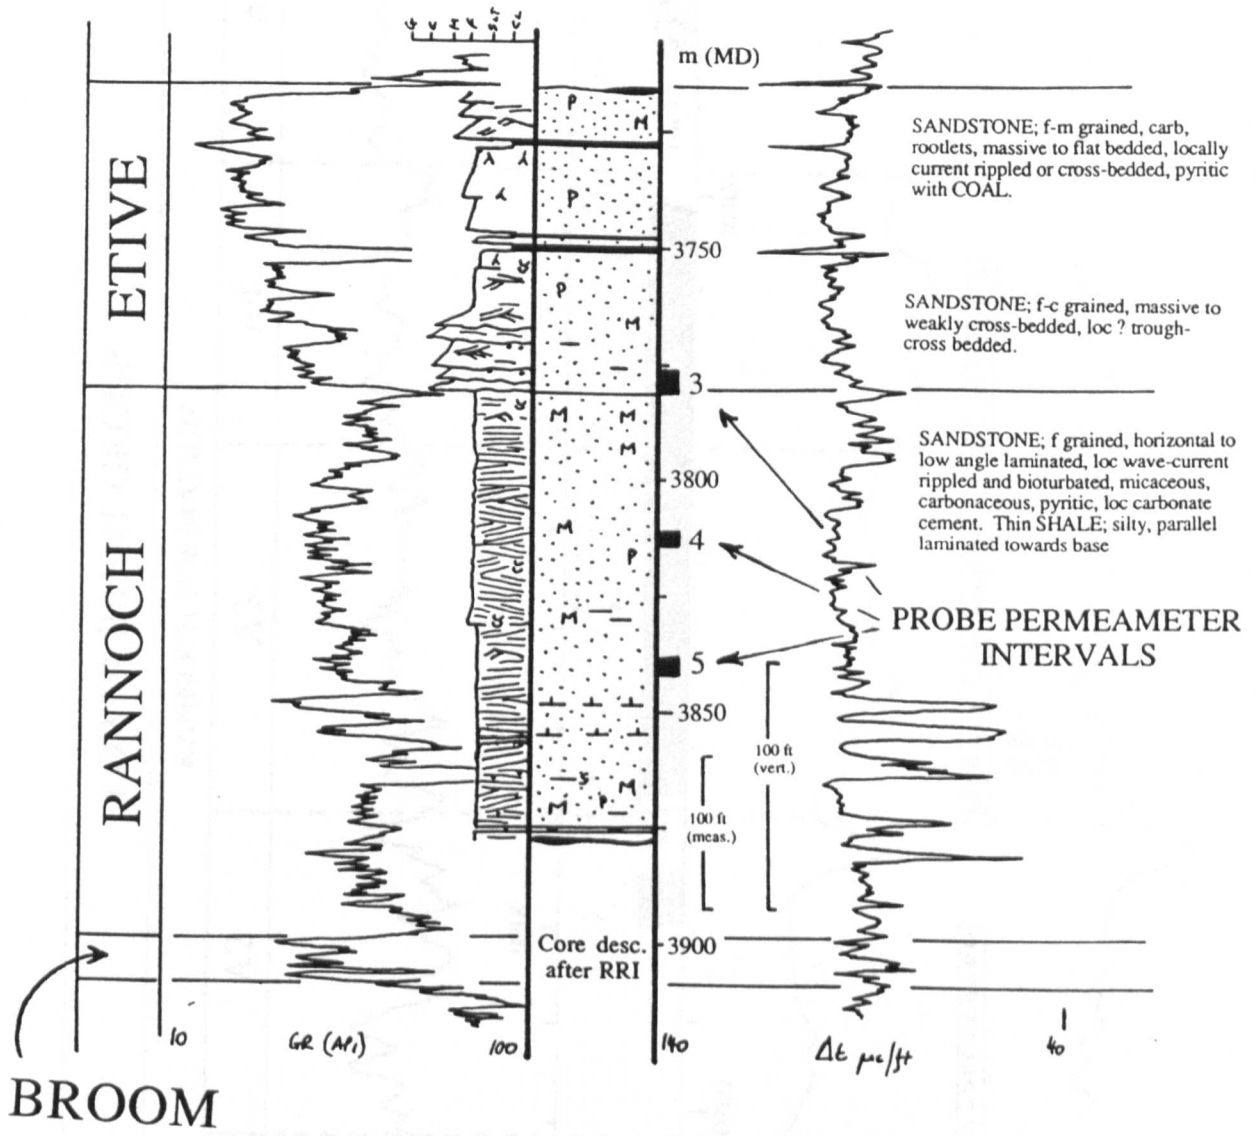 m (MD)
ETIVE
SANDSTONE; f-m grained, carb,
rootlets, massive to flat bedded, locally
current rippled or cross-bedded, pyritic
with COAL.
P
M
P
3750
SANDSTONE; f-c grained, massive to
weakly cross-bedded, loc ? trough-
cross bedded.
P
M
3
RANNOCH
SANDSTONE; f grained, horizontal to
low angle laminated, loc wave-current
rippled and bioturbated, micaceous,
carbonaceous, pyritic, loc carbonate
cement. Thin SHALE; silty, parallel
laminated towards base
M M
M
3800
M
4
P
M
PROBE PERMEAMETER
INTERVALS
5
3850
100 ft
(vert.)
100 ft
(meas.)
S
M
M P
Core desc.
after RRI
3900
10 GR (API) 100
140 Δt µc/ft 40
BROOM